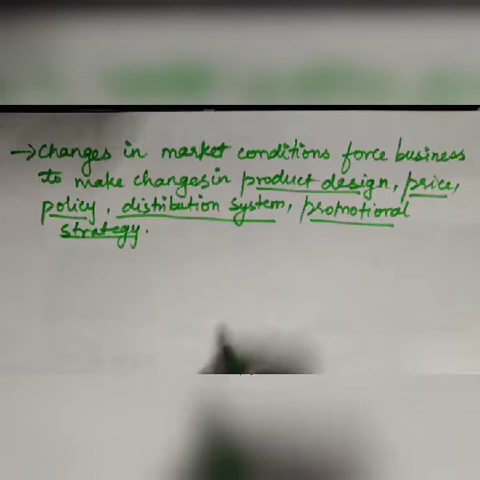 → changes in market conditions force business
to make changes in product design, price,
policy, distribution system, promotional
strategy.